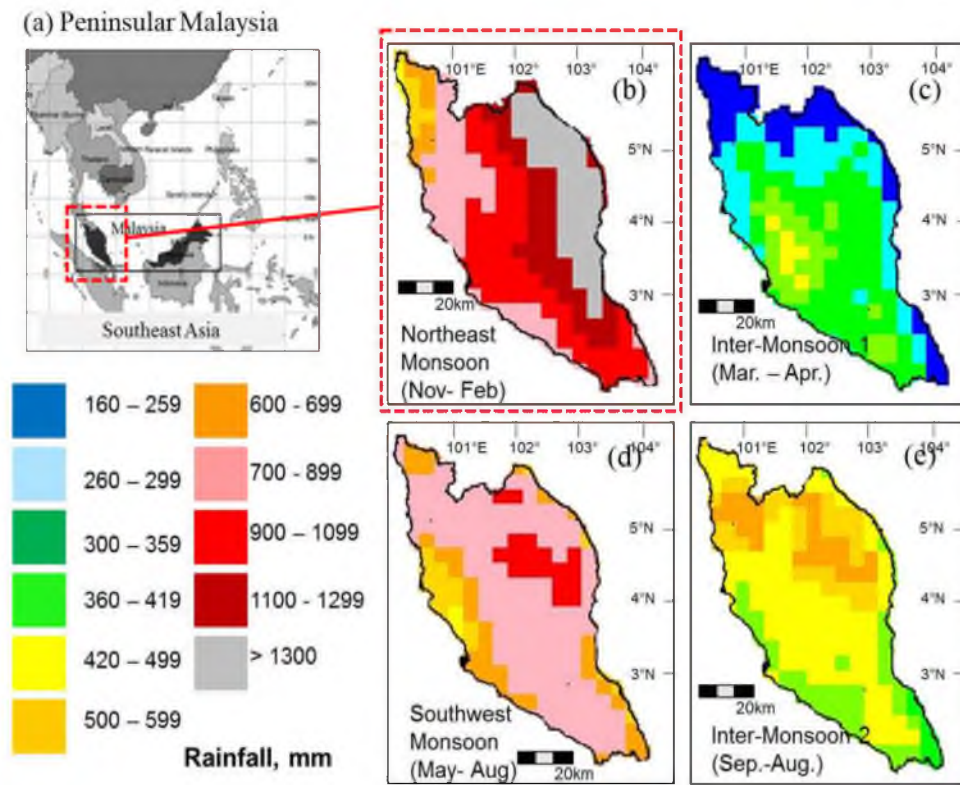 (a) Peninsular Malaysia
Malaysia
Southeast Asia
101°E 102° 103° 104°
(b)
5°N
4°N
3°N
20km
Northeast
Monsoon
(Nov- Feb)
101°E 102° 103° 104°
(c)
5°N
4°N
3°N
20km
Inter-Monsoon 1
(Mar. – Apr.)
160 – 259
260 – 299
300 – 359
360 – 419
420 – 499
500 – 599
600 - 699
700 - 899
900 - 1099
1100 - 1299
> 1300
Rainfall, mm
101°E 102° 103° 104°
(d)
5°N
4°N
3°N
Southwest
Monsoon
(May- Aug)
20km
101°E 102° 103° 104°
(e)
5°N
4°N
3°N
20km
Inter-Monsoon 2
(Sep.-Aug.)